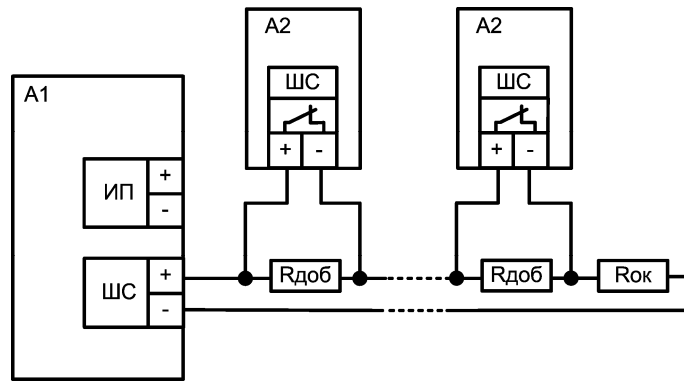 A2
A2
ШС
ШС
+ -
+ -
A1
ИП
+
-
ШС
+
-
Rдоб
Rдоб
Rок